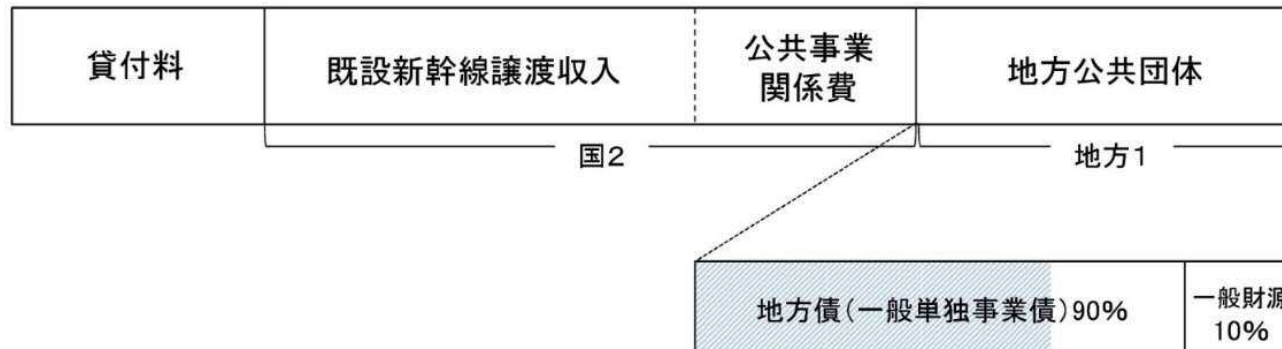 貸付料
既設新幹線譲渡収入
公共事業
関係費
地方公共団体
国2
地方1
地方債(一般単独事業債)90%
一般財源
10%